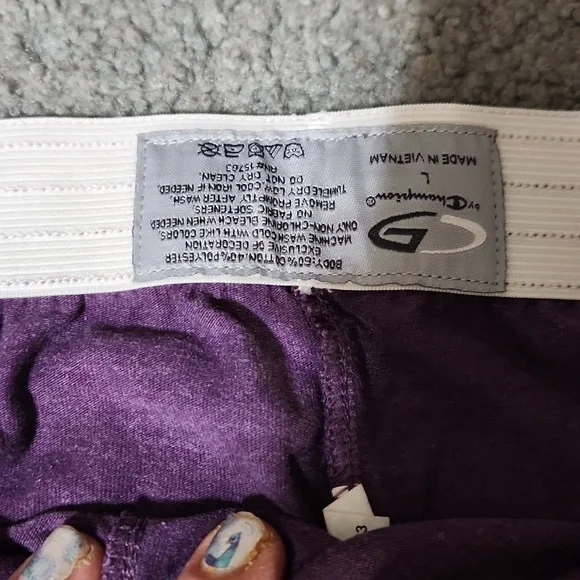 C9
by Champion
L
MADE IN VIETNAM
BODY: 60% COTTON 40% POLYESTER
EXCLUSIVE OF DECORATION
MACHINE WASH COLD WITH LIKE COLORS.
ONLY NON-CHLORINE BLEACH WHEN NEEDED.
NO FABRIC SOFTENERS.
REMOVE PROMPTLY AFTER WASH.
TUMBLE DRY LOW. COOL IRON IF NEEDED.
DO NOT DRY CLEAN.
RN#15763
3